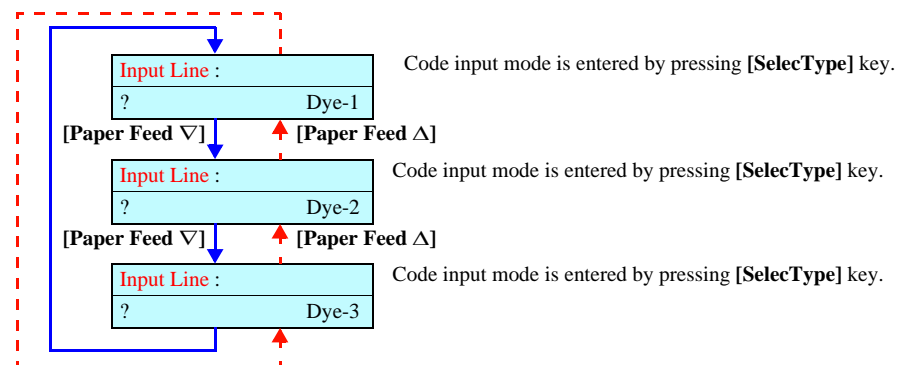 Input Line : Code input mode is entered by pressing [SelecType] key.
? Dye-1
[Paper Feed ∇] [Paper Feed Δ]
Input Line : Code input mode is entered by pressing [SelecType] key.
? Dye-2
[Paper Feed ∇] [Paper Feed Δ]
Input Line : Code input mode is entered by pressing [SelecType] key.
? Dye-3